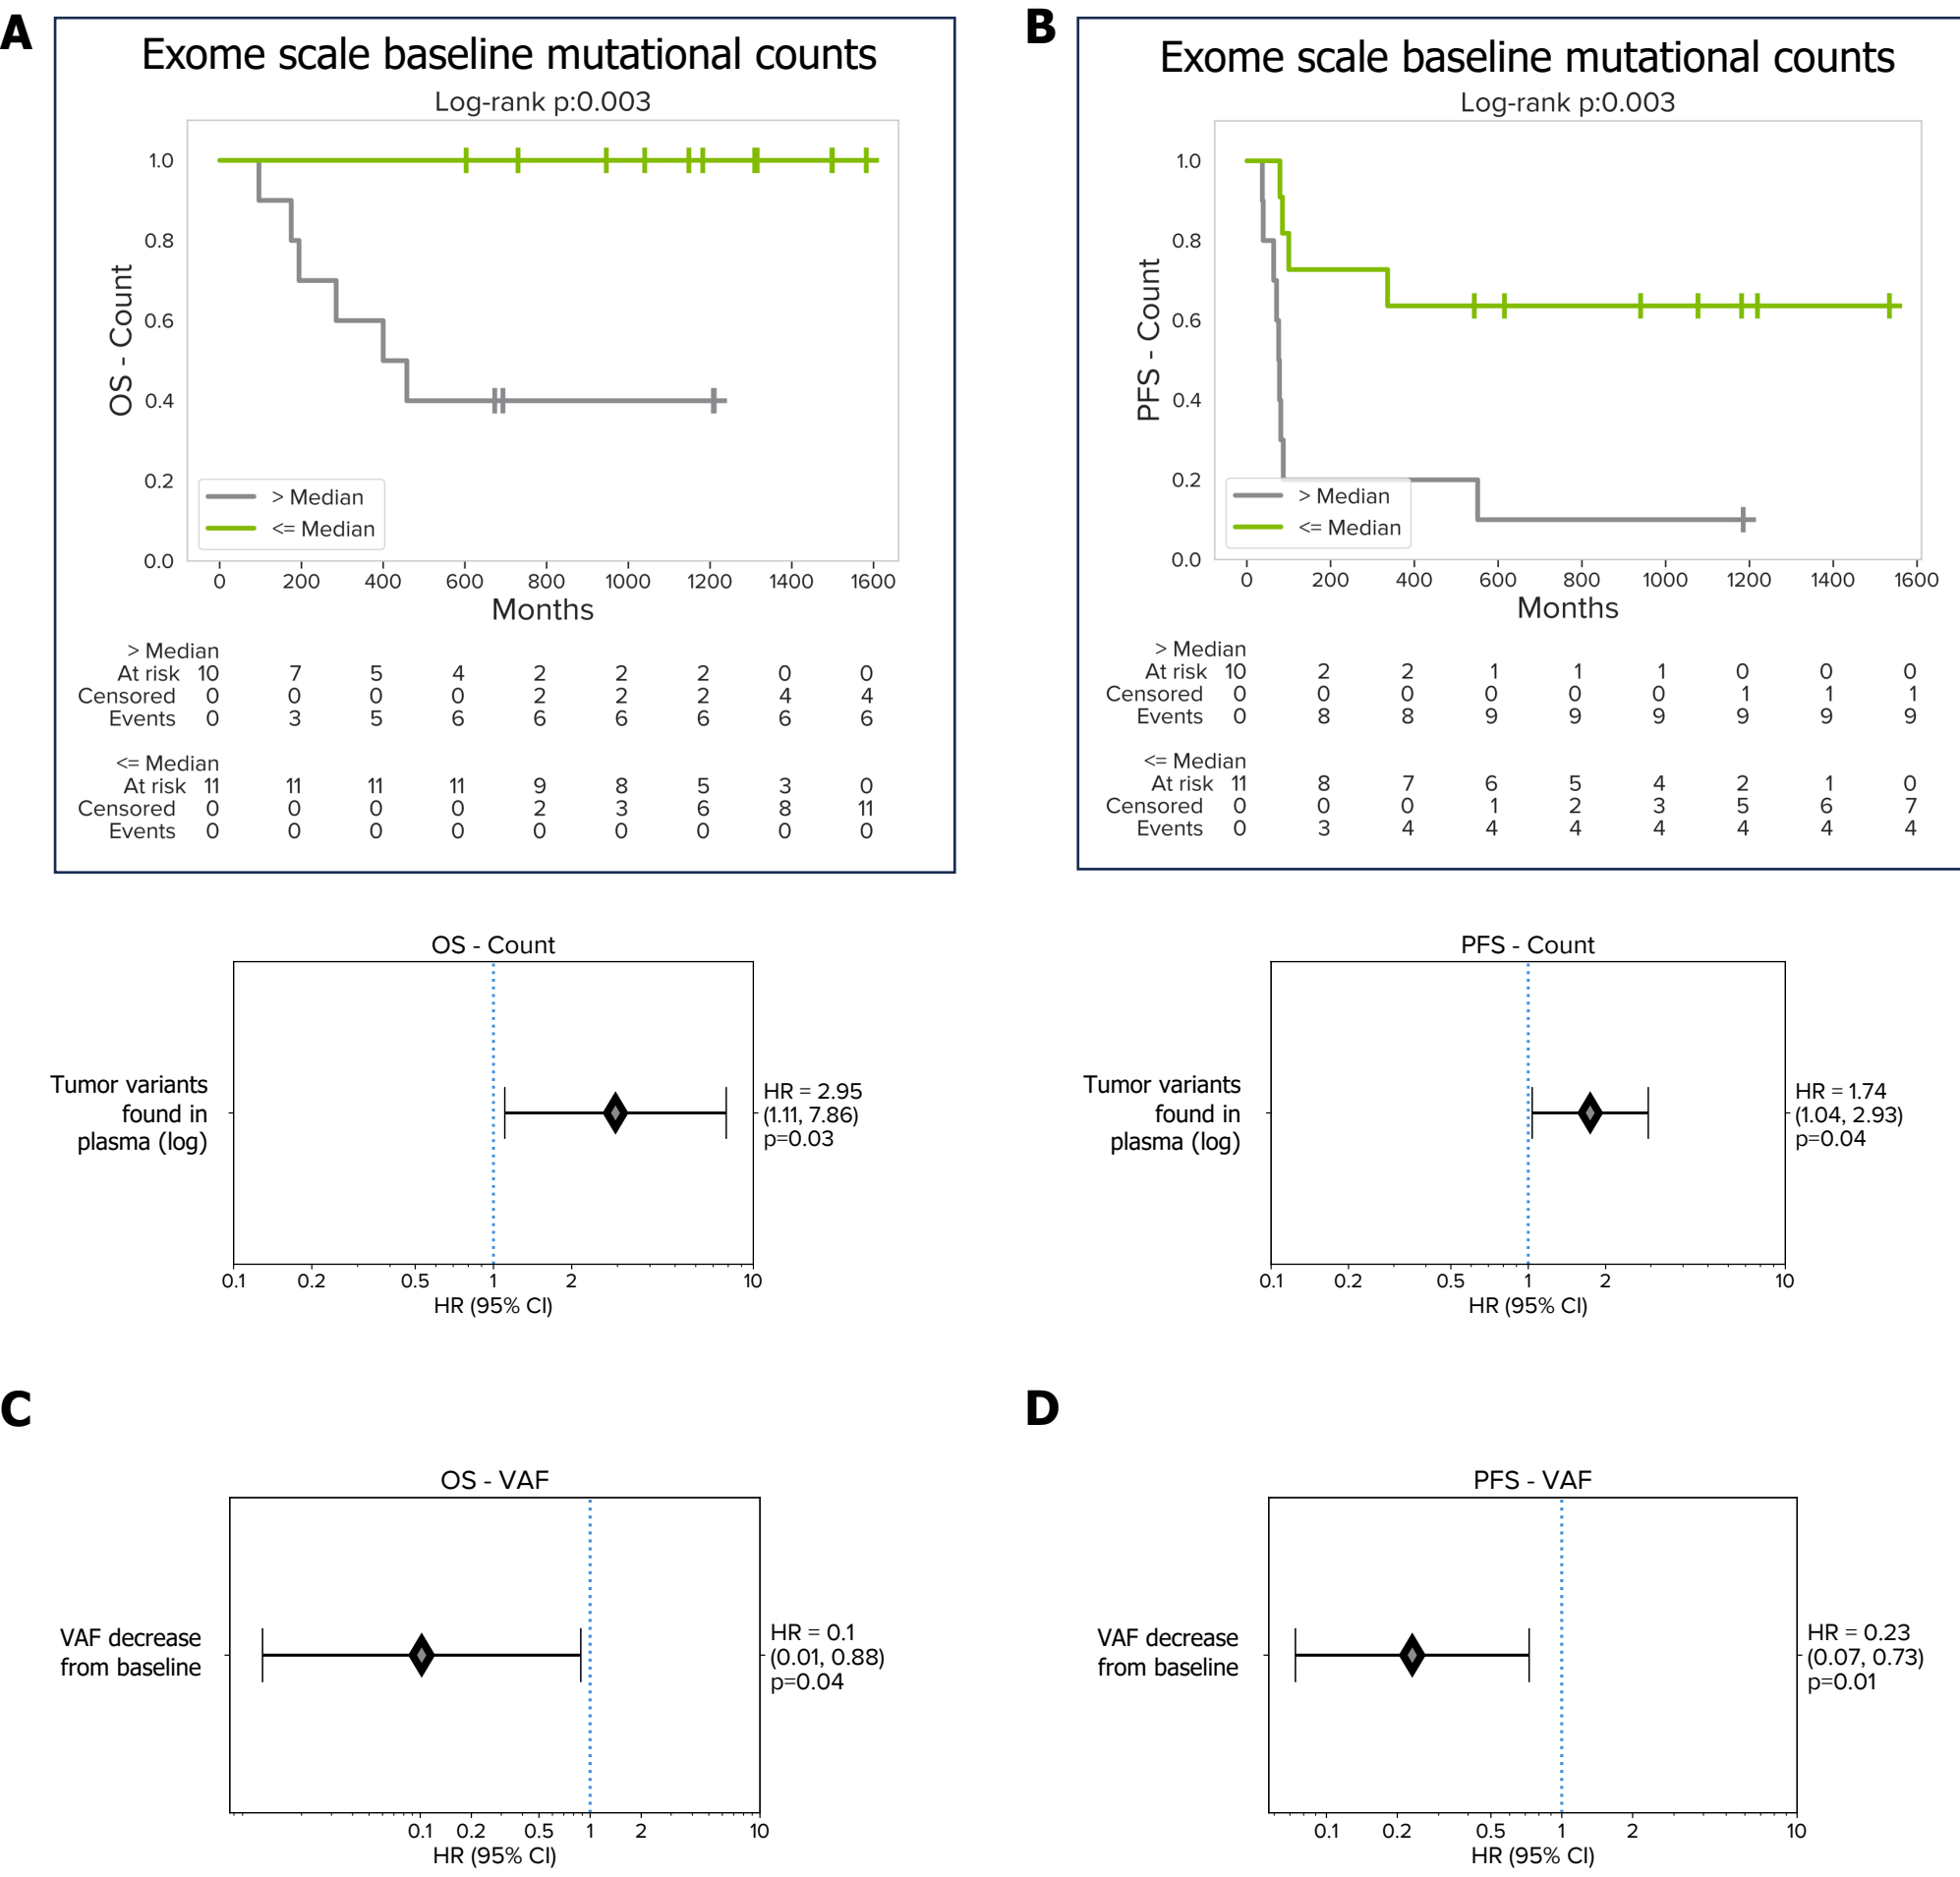 A
Exome scale baseline mutational counts
Log-rank p:0.003
OS - Count
1.0
0.8
0.6
0.4
0.2
0.0
> Median
<= Median
0 200 400 600 800 1000 1200 1400 1600
Months
> Median
At risk 10 7 5 4 2 2 2 0 0
Censored 0 0 0 0 2 2 2 4 4
Events 0 3 5 6 6 6 6 6 6
<= Median
At risk 11 11 11 11 9 8 5 3 0
Censored 0 0 0 0 2 3 6 8 11
Events 0 0 0 0 0 0 0 0 0
OS - Count
Tumor variants
found in
plasma (log)
HR = 2.95
(1.11, 7.86)
p=0.03
0.1 0.2 0.5 1 2 10
HR (95% CI)
B
Exome scale baseline mutational counts
Log-rank p:0.003
PFS - Count
1.0
0.8
0.6
0.4
0.2
0.0
> Median
<= Median
0 200 400 600 800 1000 1200 1400 1600
Months
> Median
At risk 10 2 2 1 1 1 0 0 0
Censored 0 0 0 0 0 0 1 1 1
Events 0 8 8 9 9 9 9 9 9
<= Median
At risk 11 8 7 6 5 4 2 1 0
Censored 0 0 0 1 2 3 5 6 7
Events 0 3 4 4 4 4 4 4 4
PFS - Count
Tumor variants
found in
plasma (log)
HR = 1.74
(1.04, 2.93)
p=0.04
0.1 0.2 0.5 1 2 10
HR (95% CI)
C
OS - VAF
VAF decrease
from baseline
HR = 0.1
(0.01, 0.88)
p=0.04
0.1 0.2 0.5 1 2 10
HR (95% CI)
D
PFS - VAF
VAF decrease
from baseline
HR = 0.23
(0.07, 0.73)
p=0.01
0.1 0.2 0.5 1 2 10
HR (95% CI)